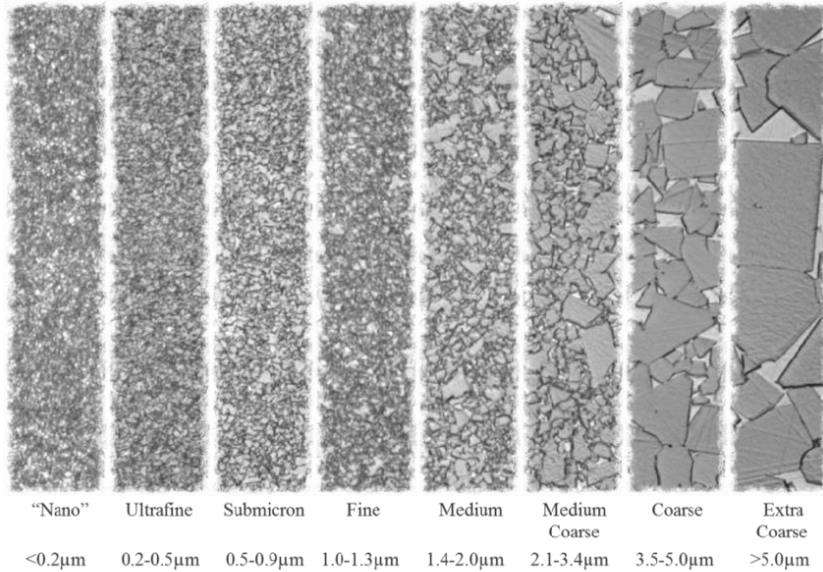 “Nano” Ultrafine Submicron Fine Medium Medium Coarse Coarse Extra Coarse
<0.2µm 0.2-0.5µm 0.5-0.9µm 1.0-1.3µm 1.4-2.0µm 2.1-3.4µm 3.5-5.0µm >5.0µm